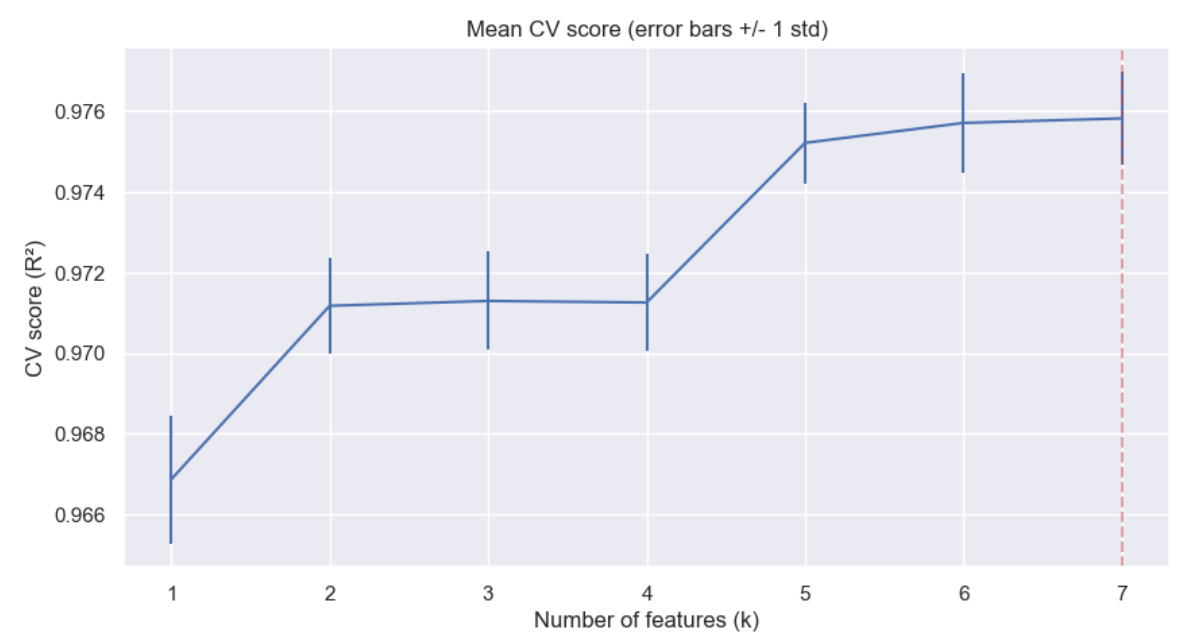 Mean CV score (error bars +/- 1 std)
CV score (R²)
0.976
0.974
0.972
0.970
0.968
0.966
1 2 3 4 5 6 7
Number of features (k)